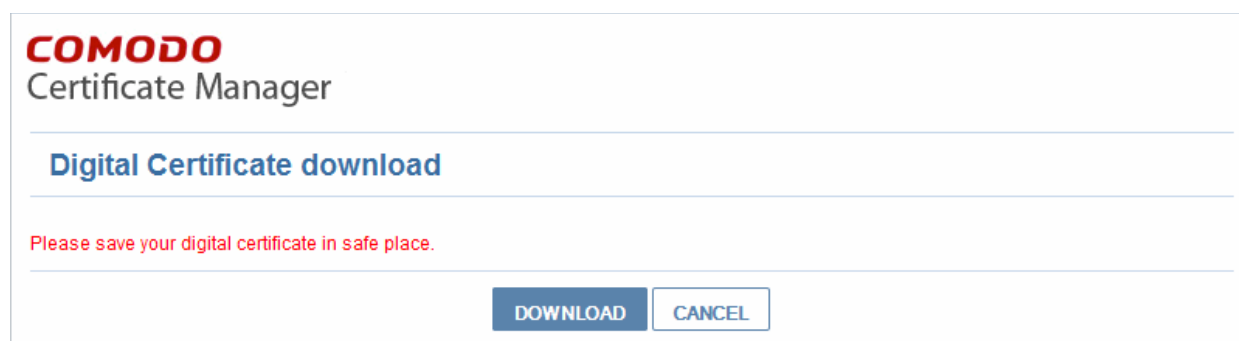 COMODO
Certificate Manager
Digital Certificate download
Please save your digital certificate in safe place.
DOWNLOAD CANCEL